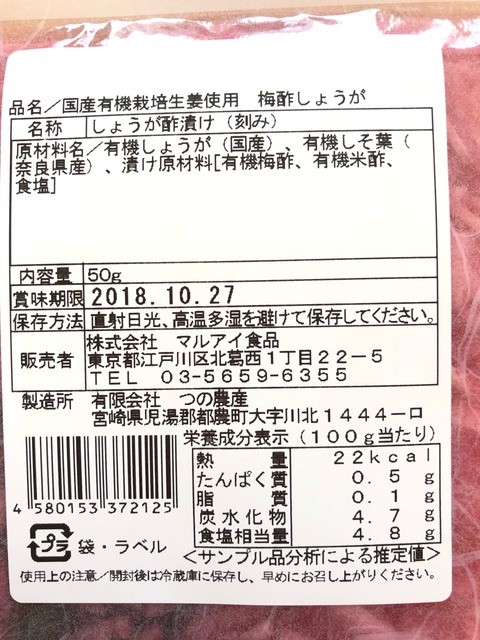 品名／国産有機栽培生姜使用　梅酢しょうが
名称　しょうが酢漬け（刻み）
原材料名／有機しょうが（国産）、有機しそ葉（
奈良県産）、漬け原材料[有機梅酢、有機米酢、
食塩]
内容量　50g
賞味期限　2018.10.27
保存方法　直射日光、高温多湿を避けて保存してください。
販売者　株式会社　マルアイ食品
東京都江戸川区北葛西１丁目２２－５
ＴＥＬ　０３-５６５９-６３５５
製造所　有限会社　つの農産
宮崎県児湯郡都農町大字川北１４４４－ロ
栄養成分表示（１００ｇ当たり）
熱量　２２ｋｃａｌ
たんぱく質　０．５ｇ
脂質　０．１ｇ
炭水化物　４．７ｇ
食塩相当量　４．８ｇ
＜サンプル品分析による推定値＞
4 580153 372125
プラ　袋・ラベル
使用上の注意／開封後は冷蔵庫に保存し、早めにお召し上がりください。